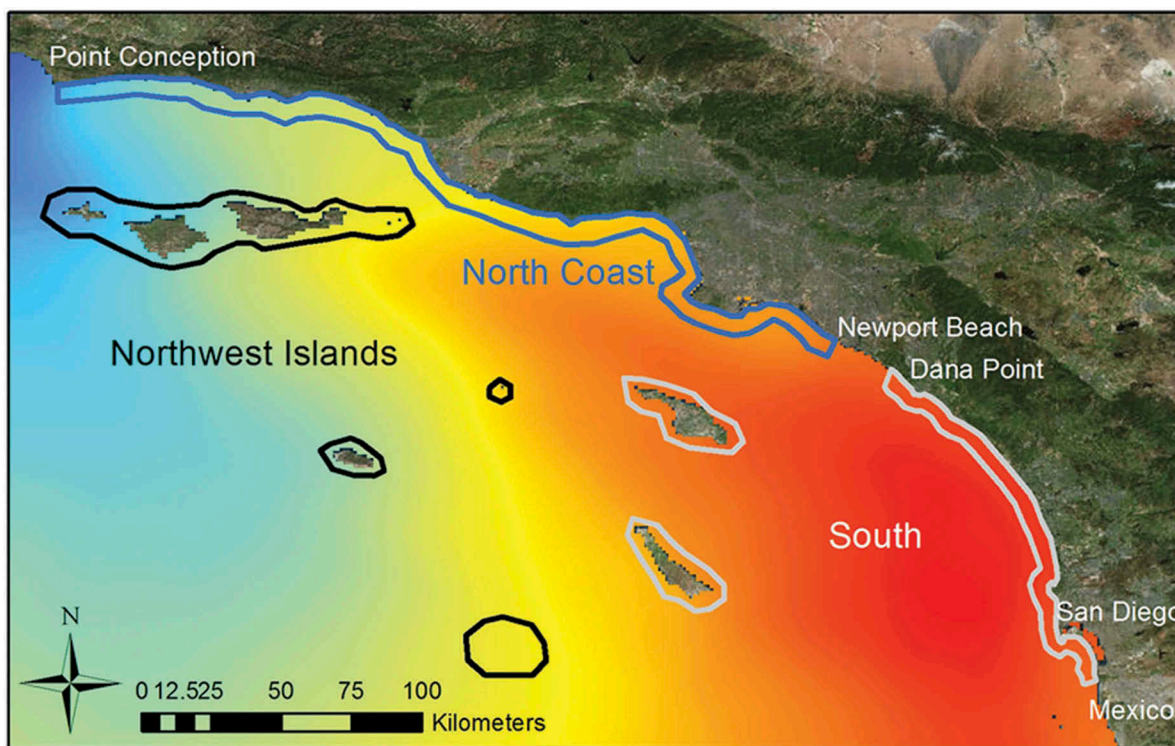 Point Conception
North Coast
Newport Beach
Northwest Islands
Dana Point
South
San Diego
N
0 12.525 50 75 100
Kilometers
Mexico